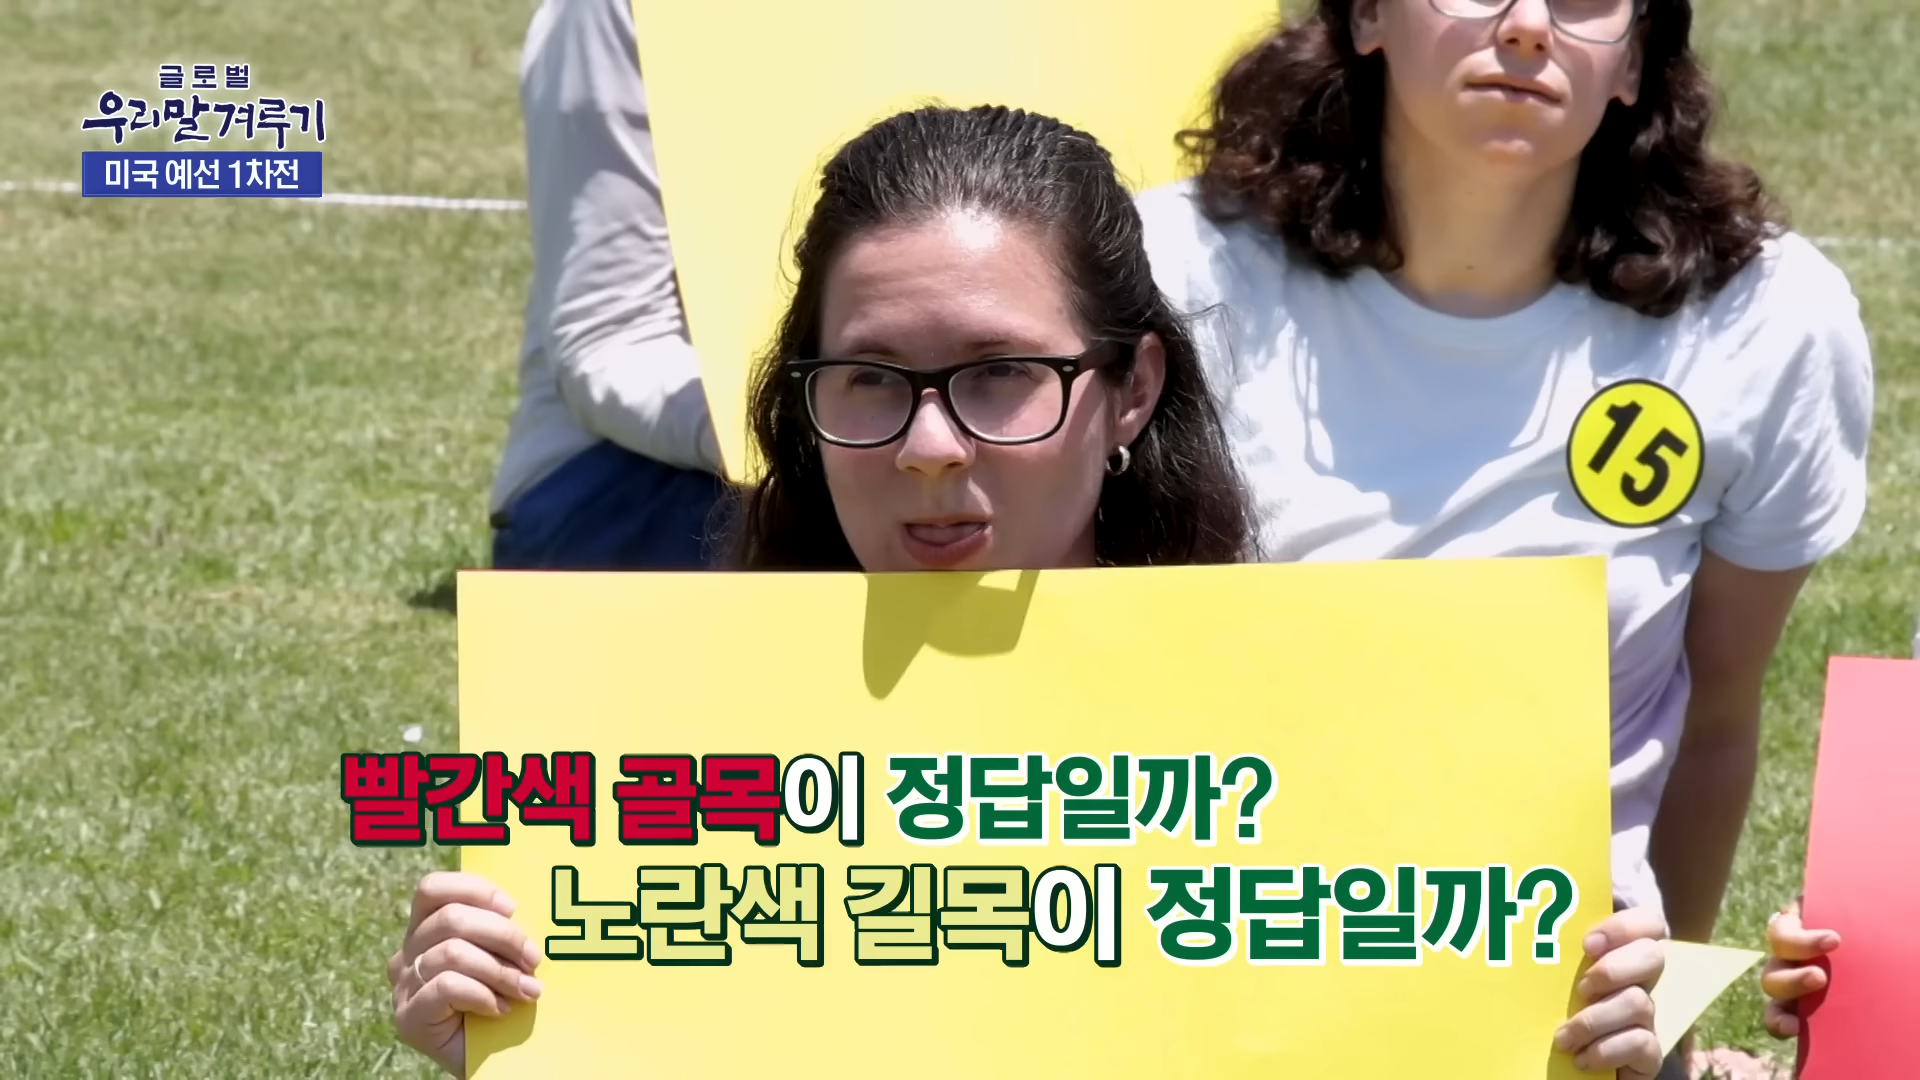 글로벌
우리말 겨루기
미국 예선 1차전
15
빨간색 골목이 정답일까?
노란색 길목이 정답일까?